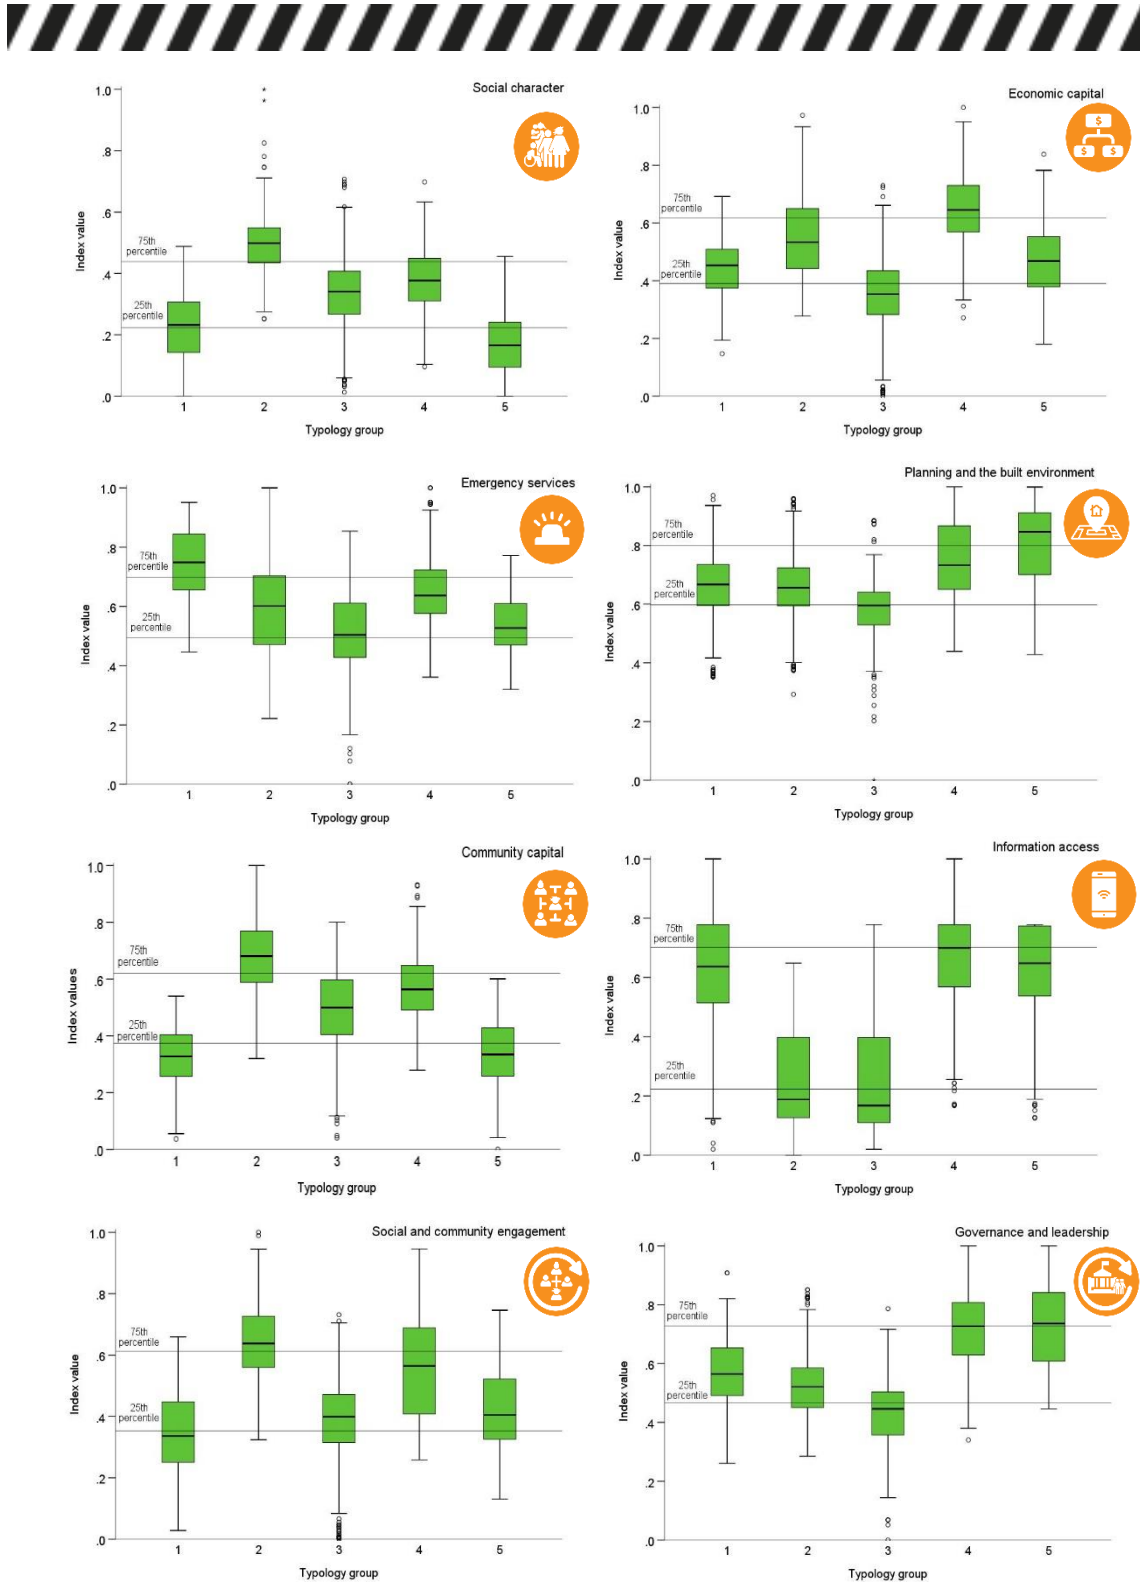 Social character
1.0
.8
.6
.4
.2
.0
Index value
75th
percentile
25th
percentile
1 2 3 4 5
Typology group
Economic capital
$
$ $
1.0
.8
.6
.4
.2
.0
Index value
75th
percentile
25th
percentile
1 2 3 4 5
Typology group
Emergency services
1.0
.8
.6
.4
.2
.0
Index value
75th
percentile
25th
percentile
1 2 3 4 5
Typology group
Planning and the built environment
1.0
.8
.6
.4
.2
.0
Index value
75th
percentile
25th
percentile
1 2 3 4 5
Typology group
Community capital
1.0
.8
.6
.4
.2
.0
Index values
75th
percentile
25th
percentile
1 2 3 4 5
Typology group
Information access
1.0
.8
.6
.4
.2
.0
Index value
75th
percentile
25th
percentile
1 2 3 4 5
Typology group
Social and community engagement
1.0
.8
.6
.4
.2
.0
Index value
75th
percentile
25th
percentile
1 2 3 4 5
Typology group
Governance and leadership
1.0
.8
.6
.4
.2
.0
Index value
75th
percentile
25th
percentile
1 2 3 4 5
Typology group